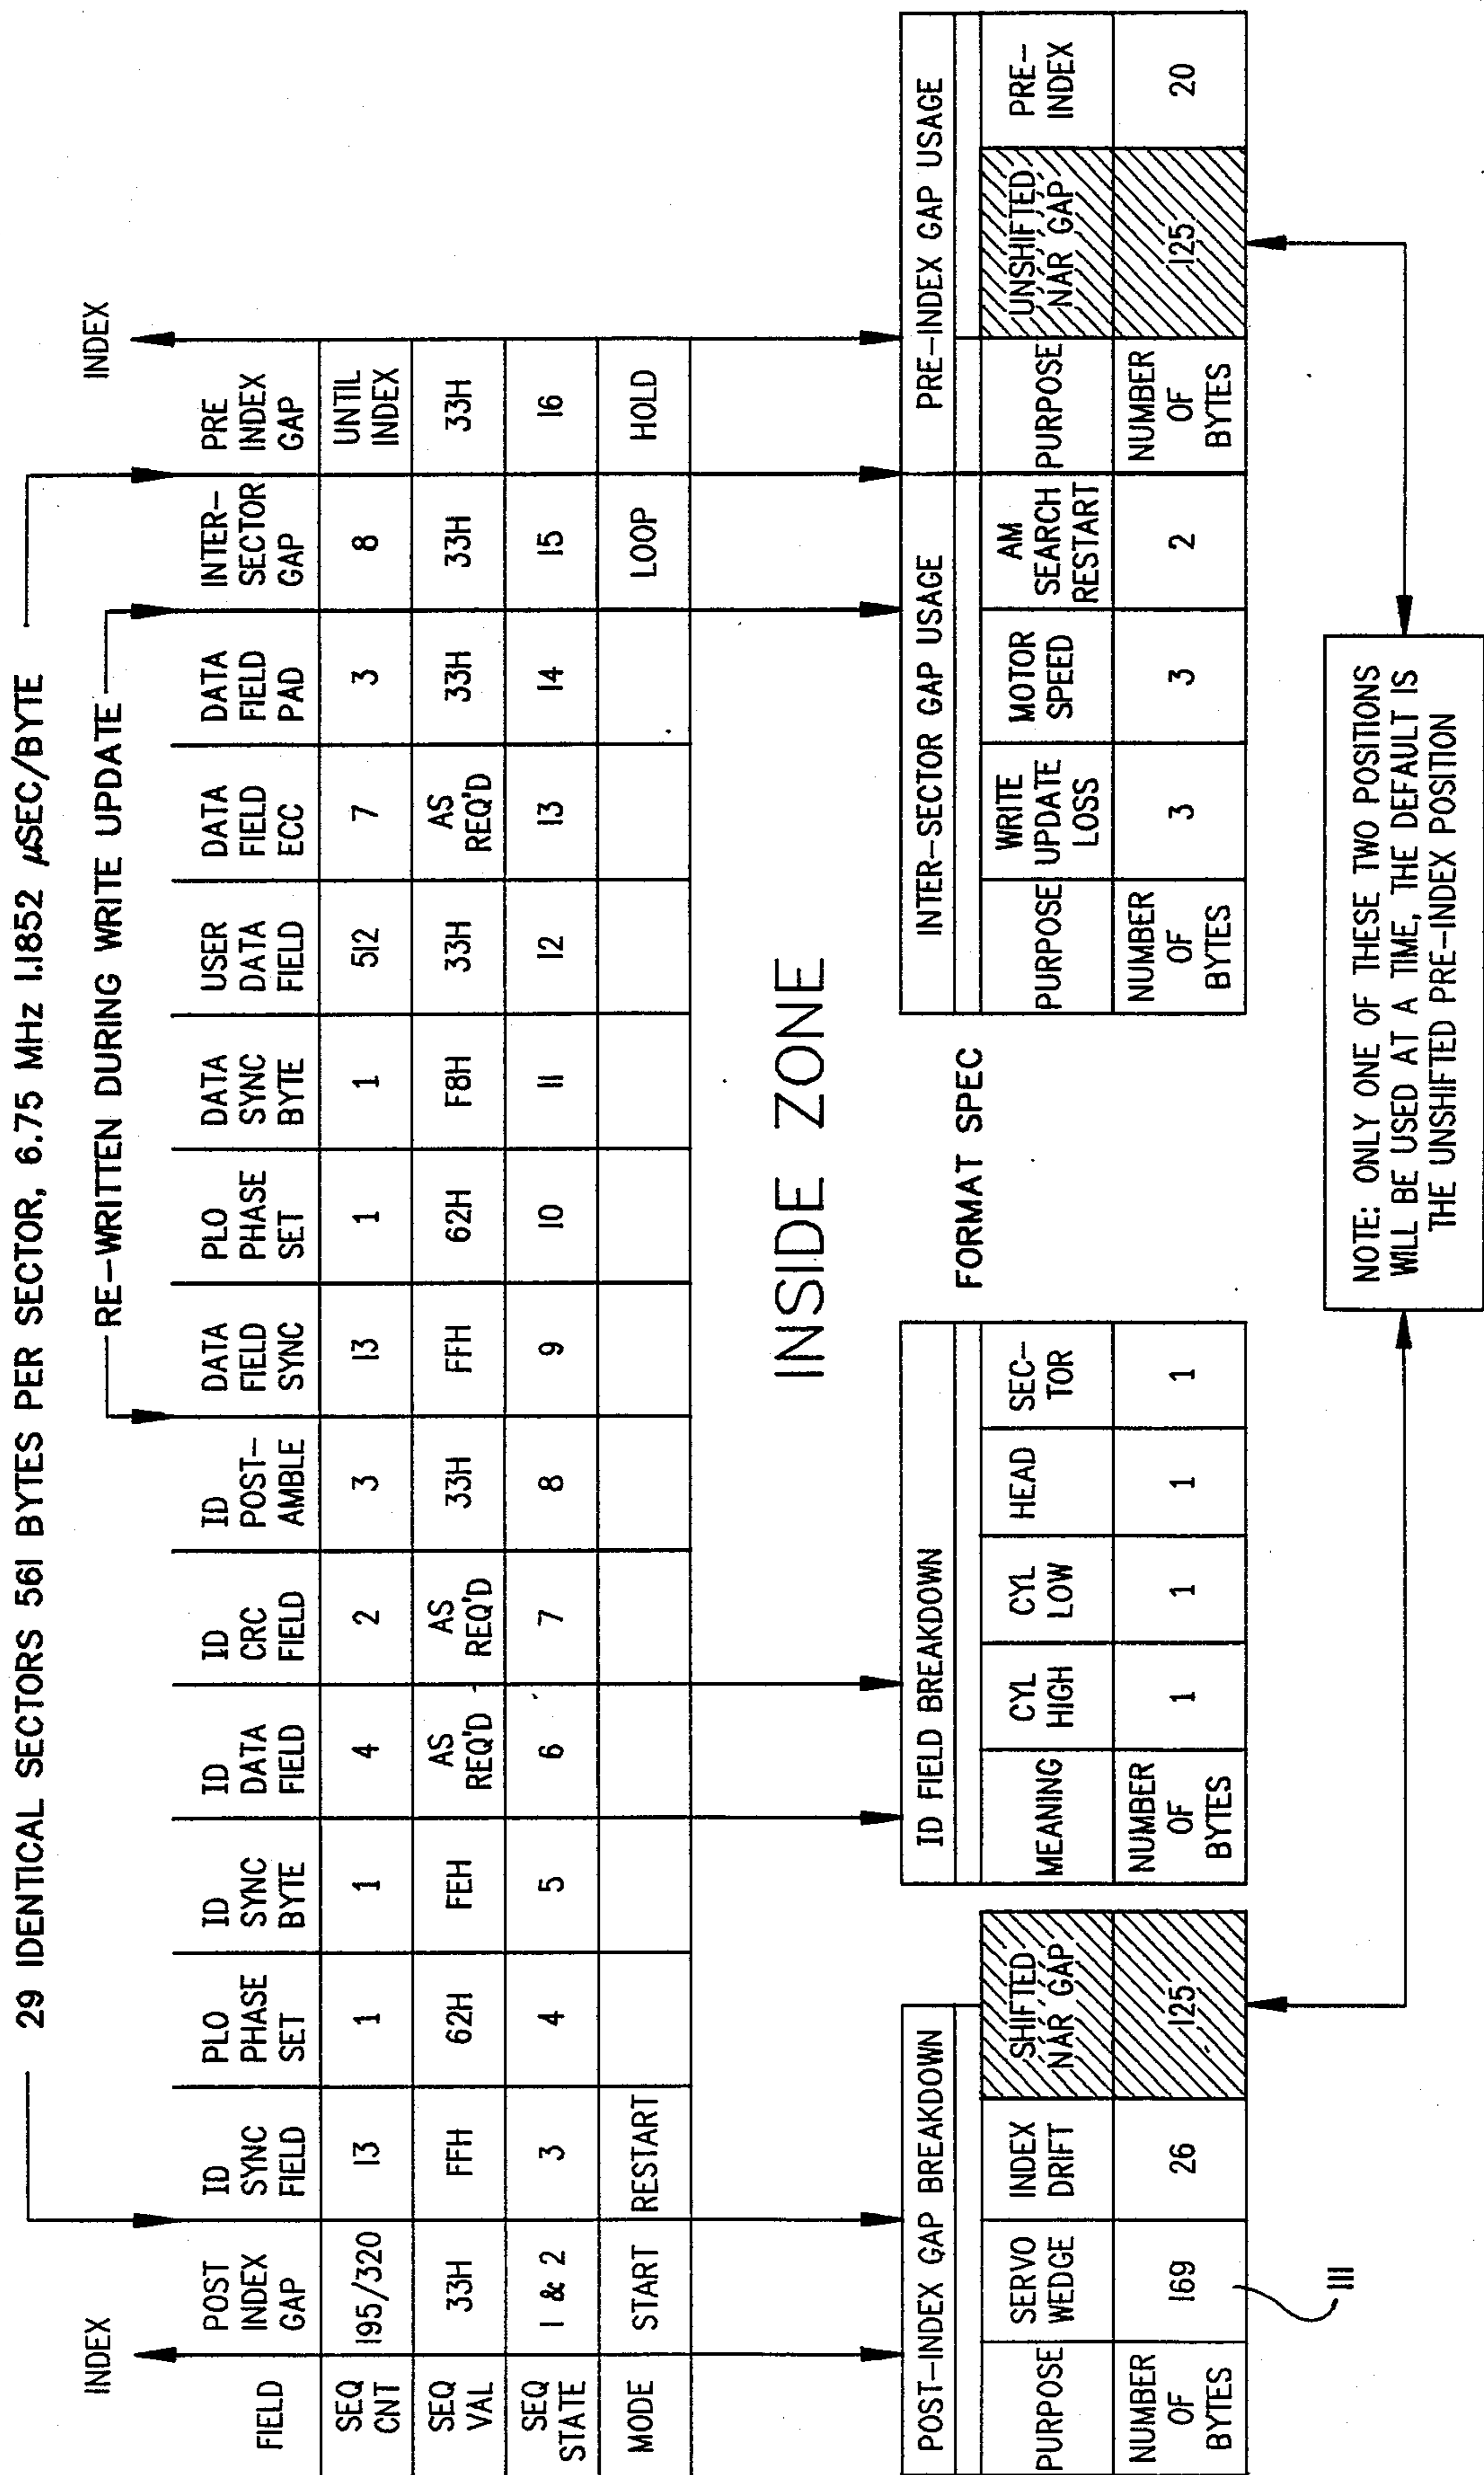 29 IDENTICAL SECTORS 561 BYTES PER SECTOR, 6.75 MHz 1.1852 µSEC/BYTE
RE-WRITTEN DURING WRITE UPDATE
INDEX
INDEX
FIELD
POST INDEX GAP
ID SYNC FIELD
PLO PHASE SET
ID SYNC BYTE
ID DATA FIELD
ID CRC FIELD
ID POST-AMBLE
DATA FIELD SYNC
PLO PHASE SET
DATA SYNC BYTE
USER DATA FIELD
DATA FIELD ECC
DATA FIELD PAD
INTER-SECTOR GAP
PRE INDEX GAP
SEQ CNT 195/320 13 1 1 4 2 3 13 1 1 512 7 3 8 UNTIL INDEX
SEQ VAL 33H FFH 62H FEH AS REQ'D AS REQ'D 33H FFH 62H F8H 33H AS REQ'D 33H 33H 33H
SEQ STATE 1 & 2 3 4 5 6 7 8 9 10 11 12 13 14 15 16
MODE START RESTART LOOP HOLD
INSIDE ZONE
FORMAT SPEC
POST-INDEX GAP BREAKDOWN
PURPOSE SERVO WEDGE INDEX DRIFT SHIFTED NAR GAP
NUMBER OF BYTES 169 26 125
111
ID FIELD BREAKDOWN
MEANING CYL HIGH CYL LOW HEAD SEC-TOR
NUMBER OF BYTES 1 1 1 1
INTER-SECTOR GAP USAGE
PURPOSE WRITE UPDATE LOSS MOTOR SPEED AM SEARCH RESTART
NUMBER OF BYTES 3 3 2
PRE-INDEX GAP USAGE
PURPOSE UNSHIFTED NAR GAP PRE-INDEX
NUMBER OF BYTES 125 20
NOTE: ONLY ONE OF THESE TWO POSITIONS
WILL BE USED AT A TIME, THE DEFAULT IS
THE UNSHIFTED PRE-INDEX POSITION